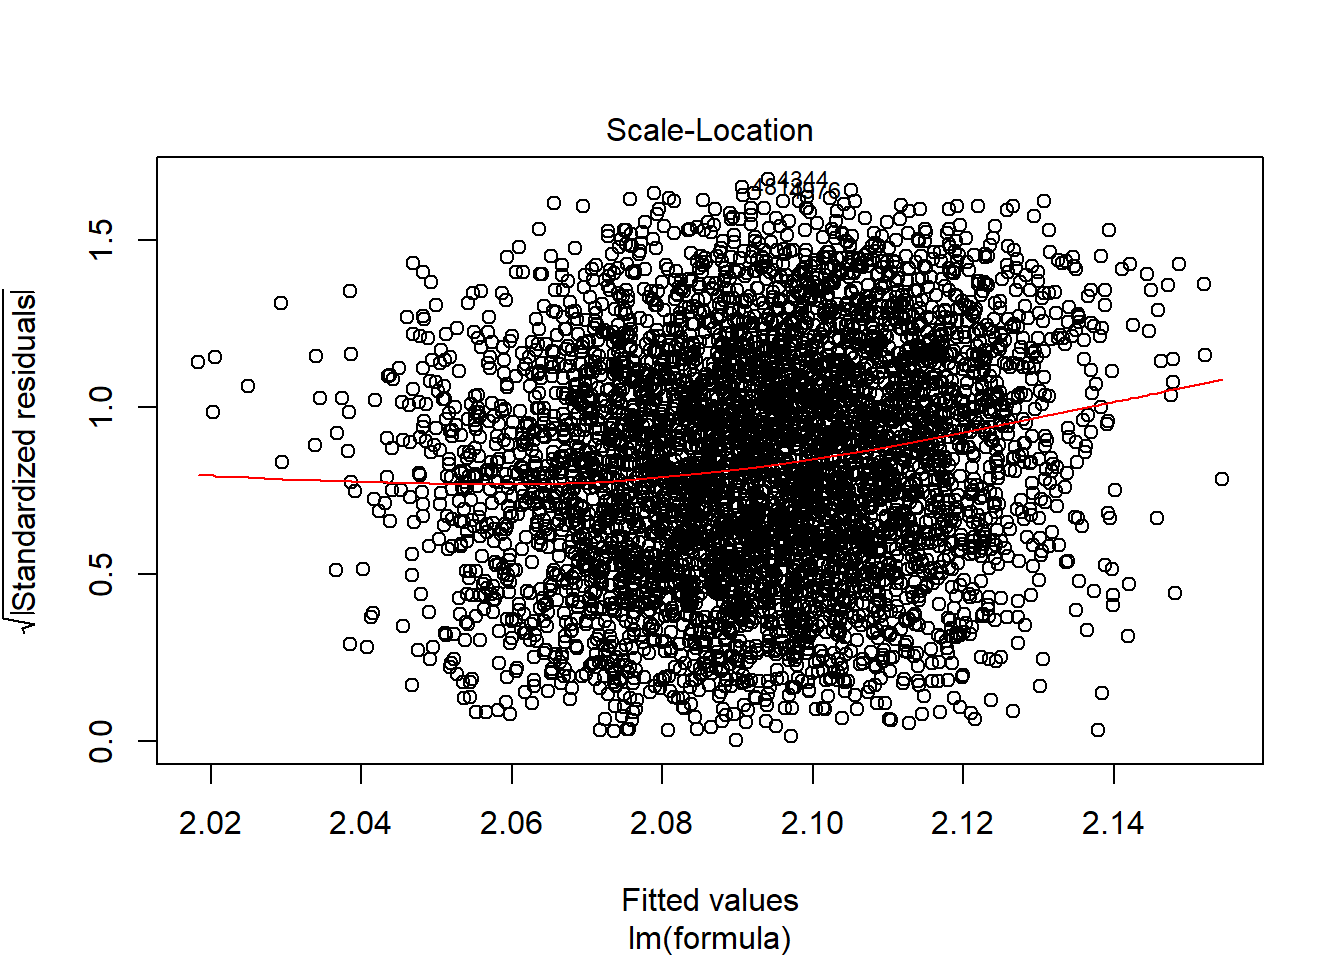 Scale-Location
4344
√|Standardized residuals|
1.5
1.0
0.5
0.0
2.02 2.04 2.06 2.08 2.10 2.12 2.14
Fitted values
lm(formula)